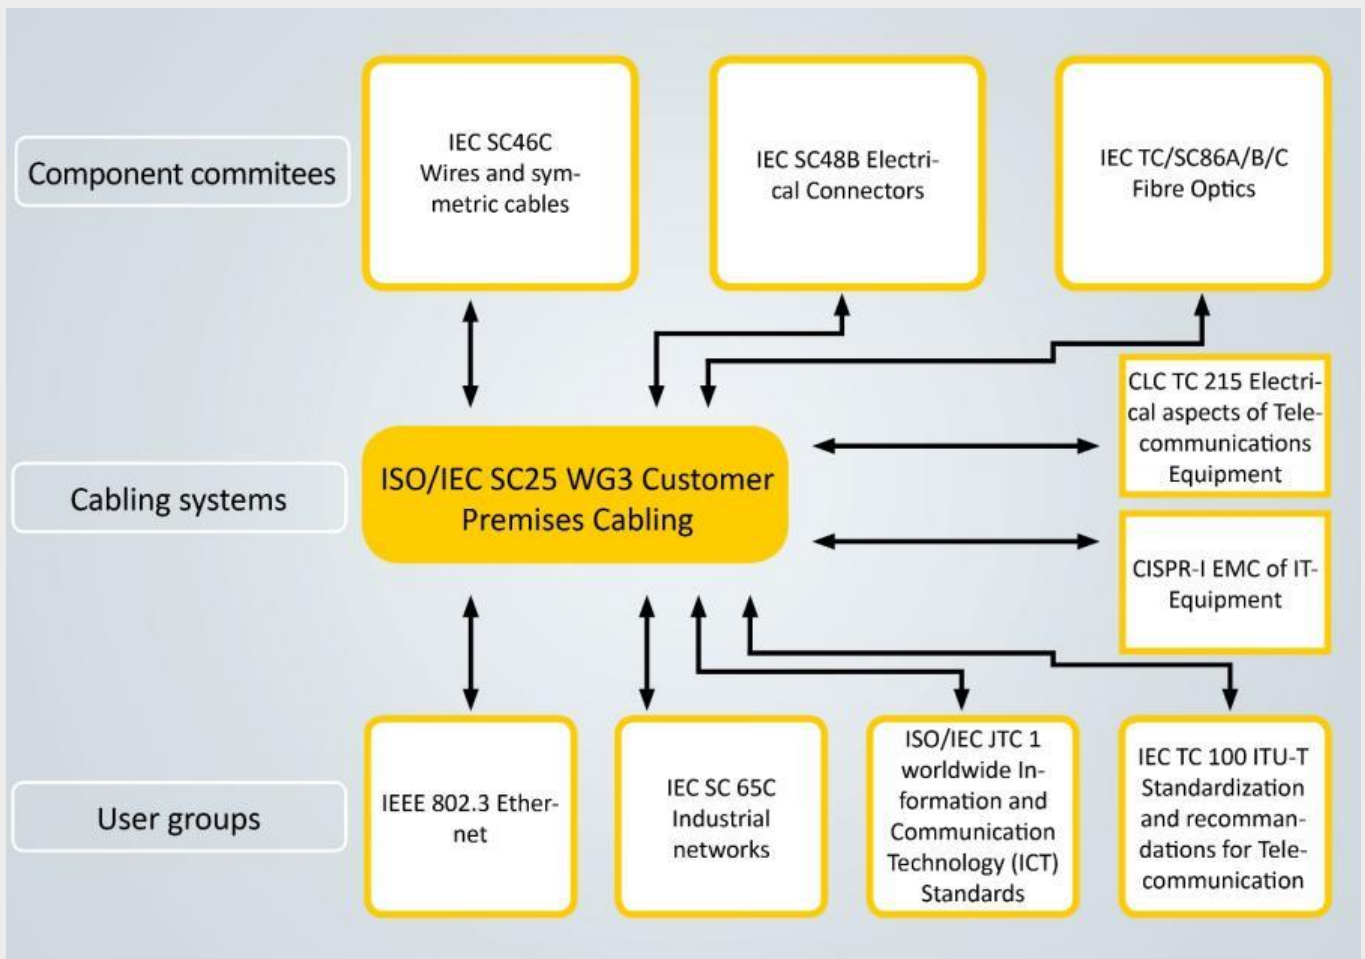 Component commitees
IEC SC46C
Wires and sym-
metric cables
IEC SC48B Electri-
cal Connectors
IEC TC/SC86A/B/C
Fibre Optics
Cabling systems
ISO/IEC SC25 WG3 Customer
Premises Cabling
CLC TC 215 Electri-
cal aspects of Tele-
communications
Equipment
CISPR-I EMC of IT-
Equipment
User groups
IEEE 802.3 Ether-
net
IEC SC 65C
Industrial
networks
ISO/IEC JTC 1
worldwide In-
formation and
Communication
Technology (ICT)
Standards
IEC TC 100 ITU-T
Standardization
and recomman-
dations for Tele-
communication